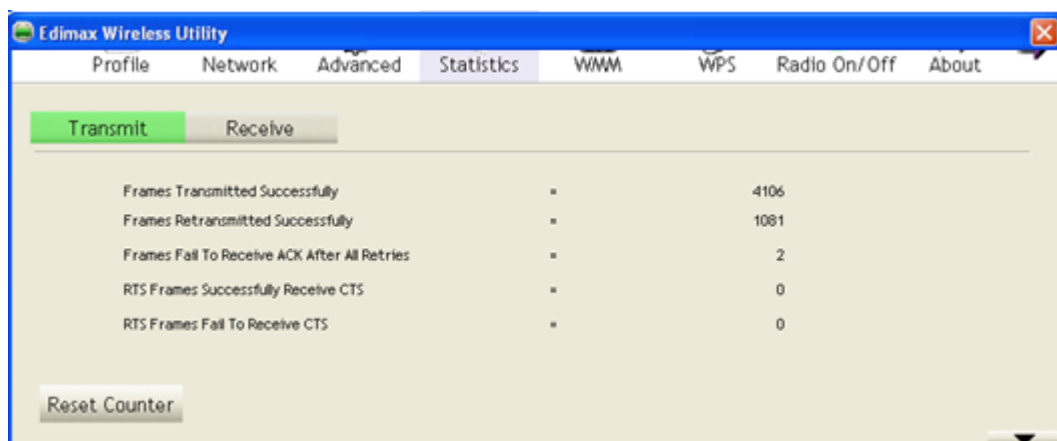 Edimax Wireless Utility
Profile Network Advanced Statistics WMM WPS Radio On/Off About
Transmit Receive
Frames Transmitted Successfully = 4106
Frames Retransmitted Successfully = 1081
Frames Fail To Receive ACK After All Retries = 2
RTS Frames Successfully Receive CTS = 0
RTS Frames Fail To Receive CTS = 0
Reset Counter